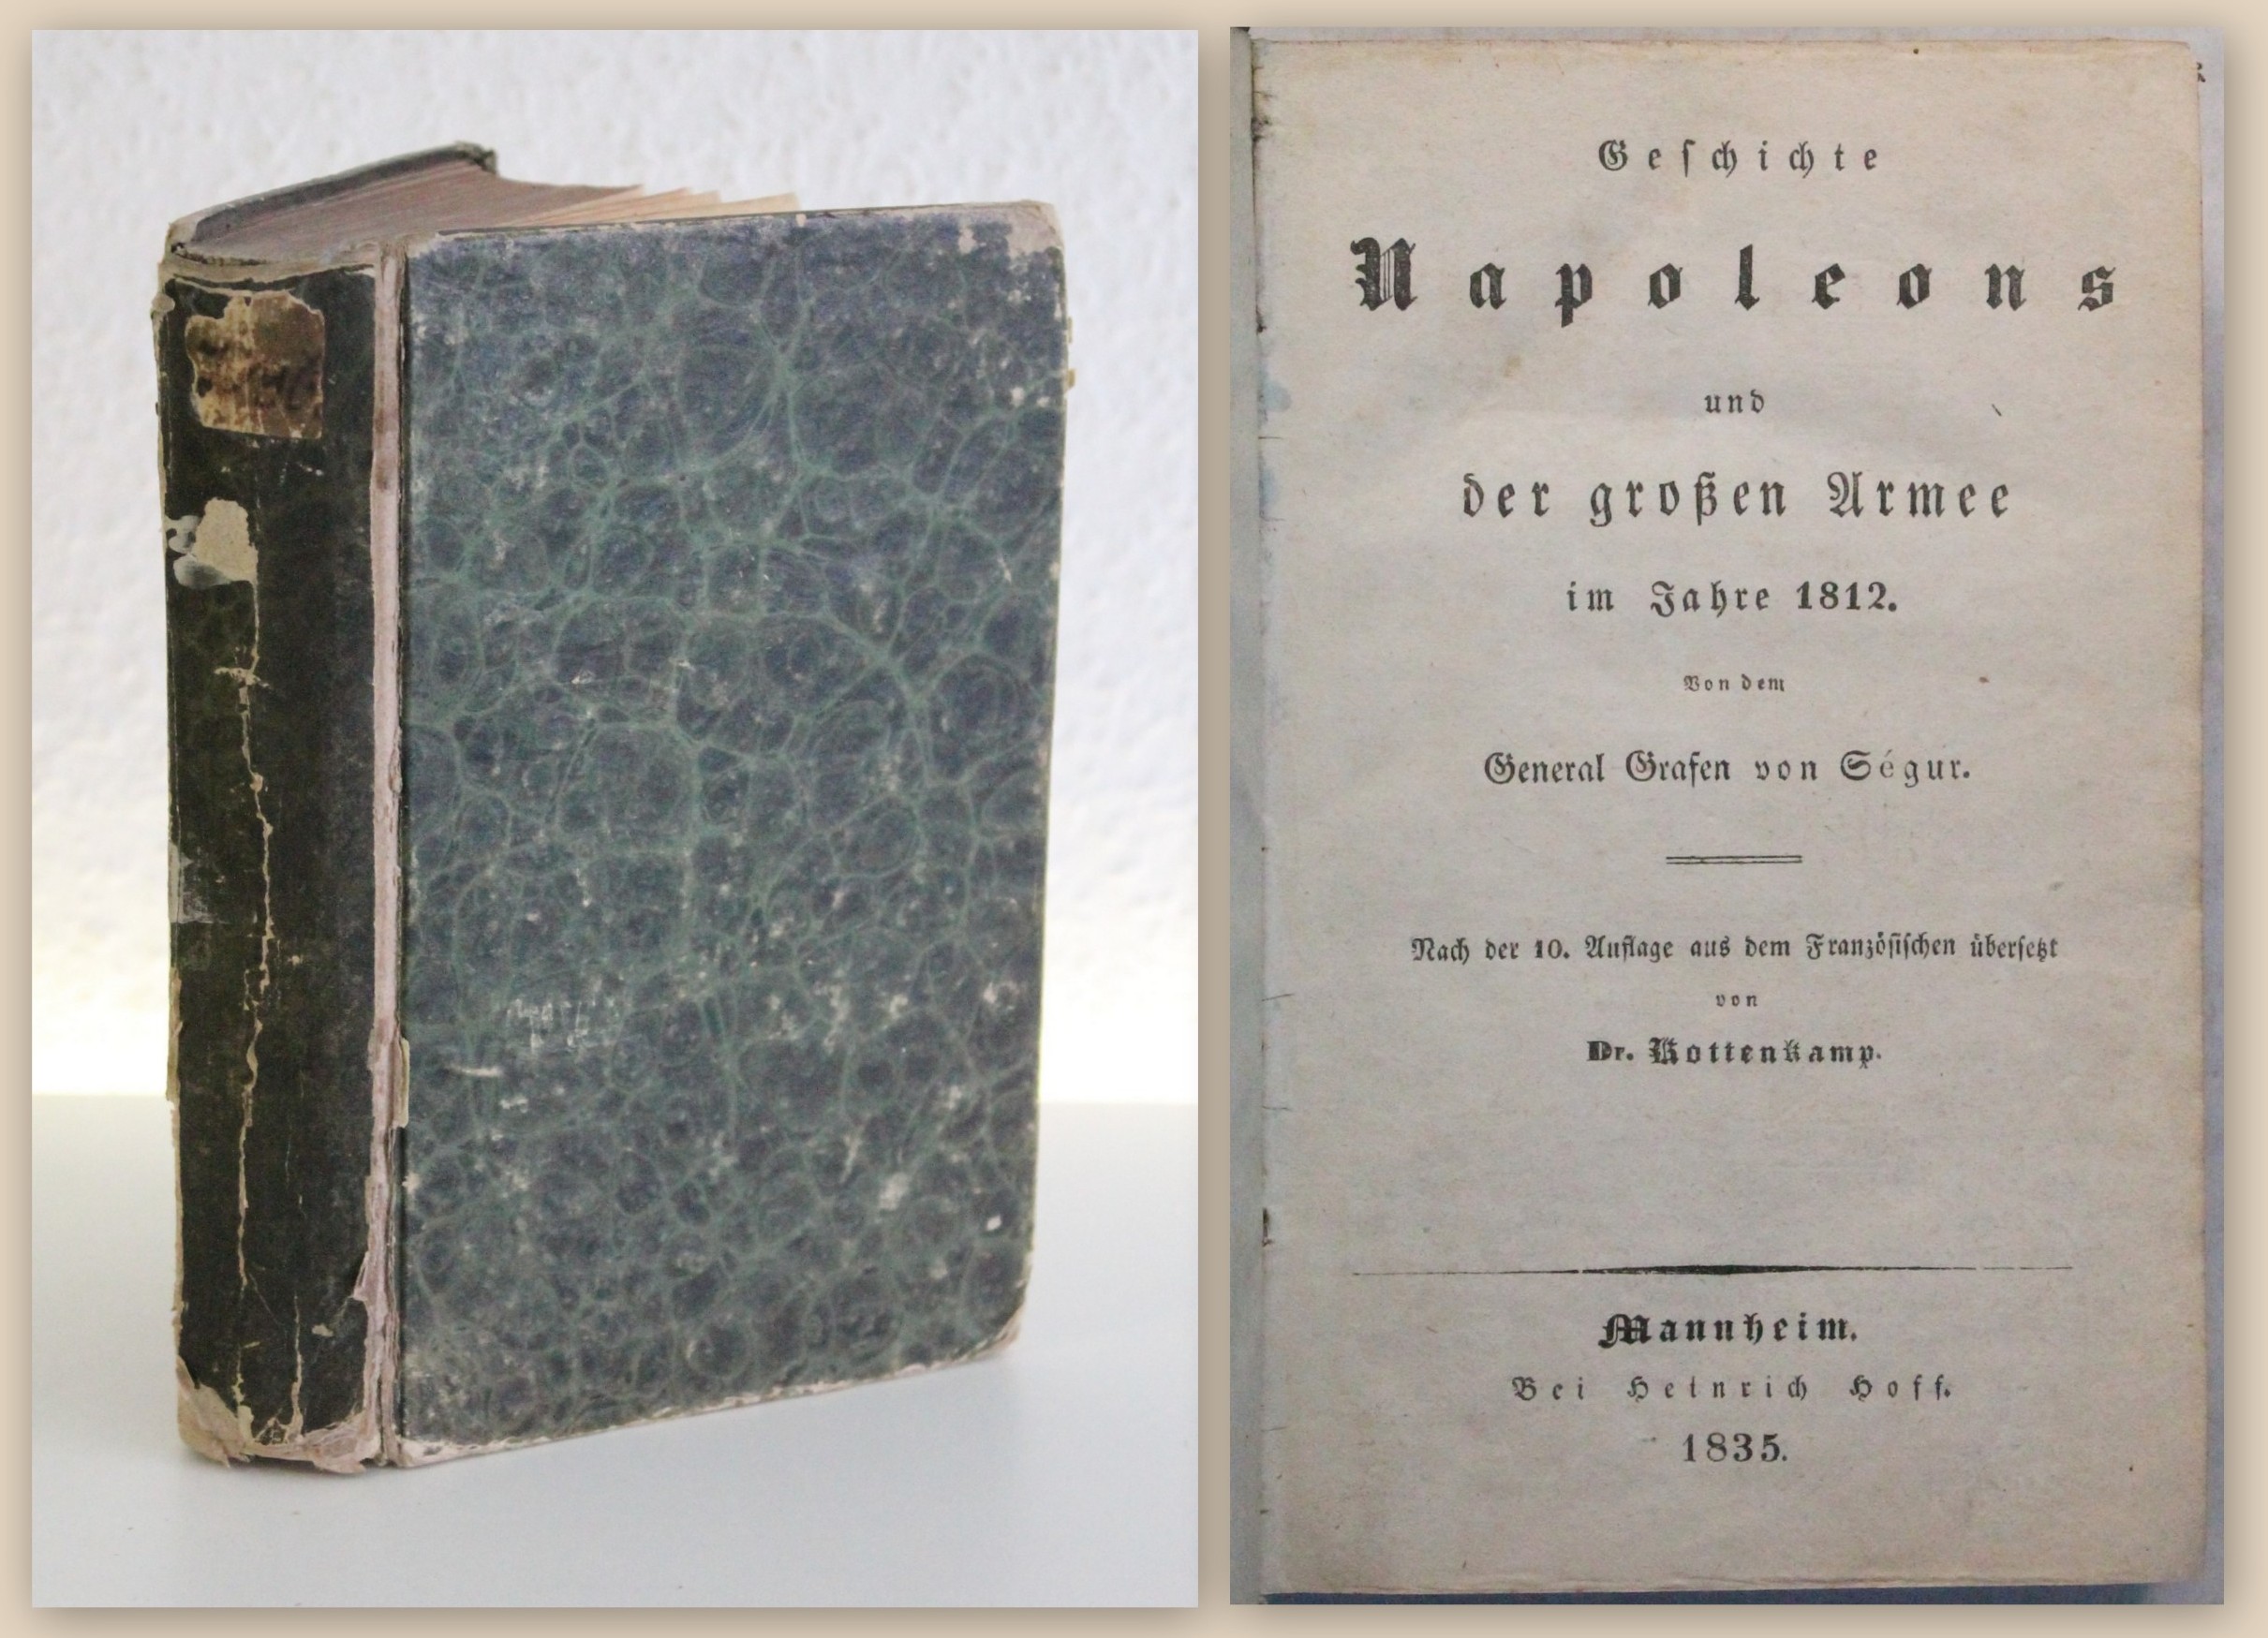 Geſchichte
Napoleons
und
der großen Armee
im Jahre 1812.
Von dem
General Grafen von Ségur.
Nach der 10. Auflage aus dem Franzöſiſchen überſetzt
von
Dr. Kottenkamp.
Mannheim.
Bei Heinrich Hoff.
1835.